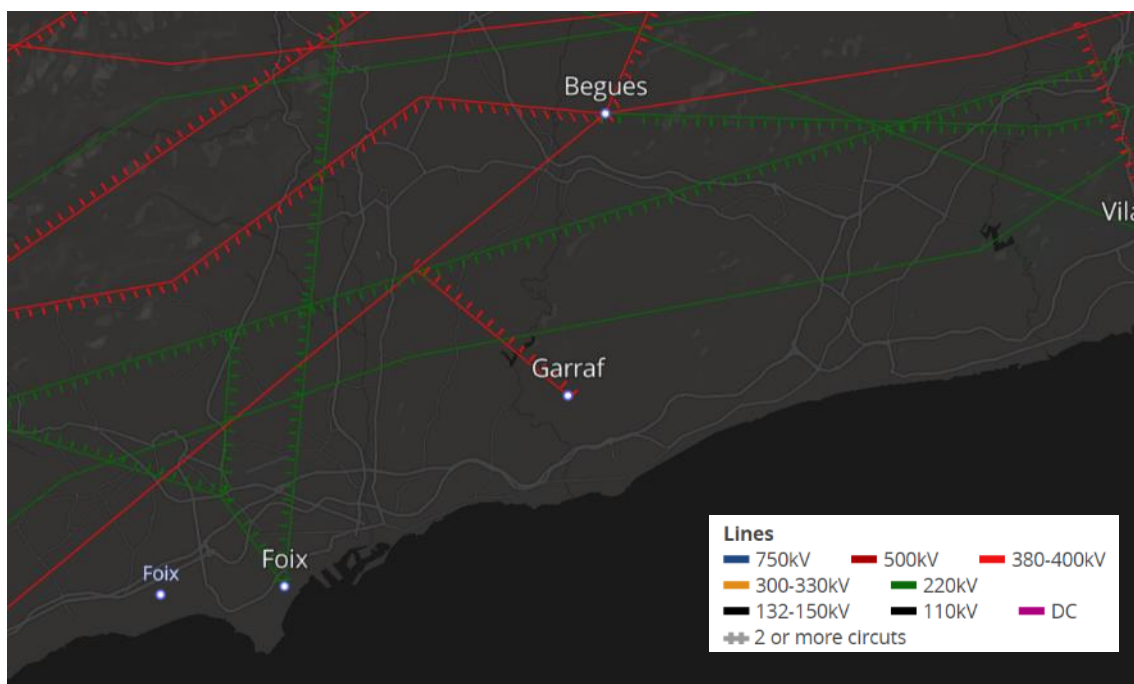 Begues
Vila
Garraf
Foix
Foix
Lines
750kV 500kV 380-400kV
300-330kV 220kV
132-150kV 110kV DC
2 or more circuts